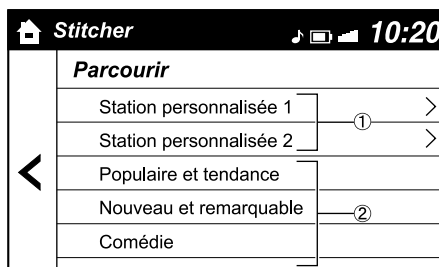 Stitcher 10:20
Parcourir
Station personnalisée 1
①
Station personnalisée 2
Populaire et tendance
Nouveau et remarquable
②
Comédie